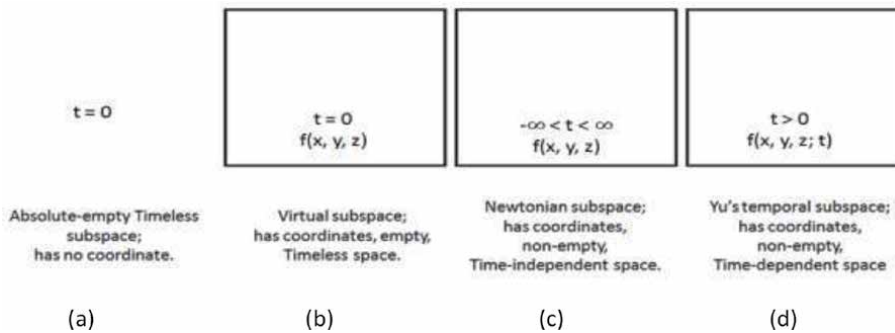 t = 0
Absolute-empty Timeless
subspace;
has no coordinate.
(a)
t = 0
f(x, y, z)
Virtual subspace;
has coordinates, empty,
Timeless space.
(b)
-∞ < t < ∞
f(x, y, z)
Newtonian subspace;
has coordinates,
non-empty,
Time-independent space.
(c)
t > 0
f(x, y, z; t)
Yu's temporal subspace;
has coordinates,
non-empty,
Time-dependent space
(d)